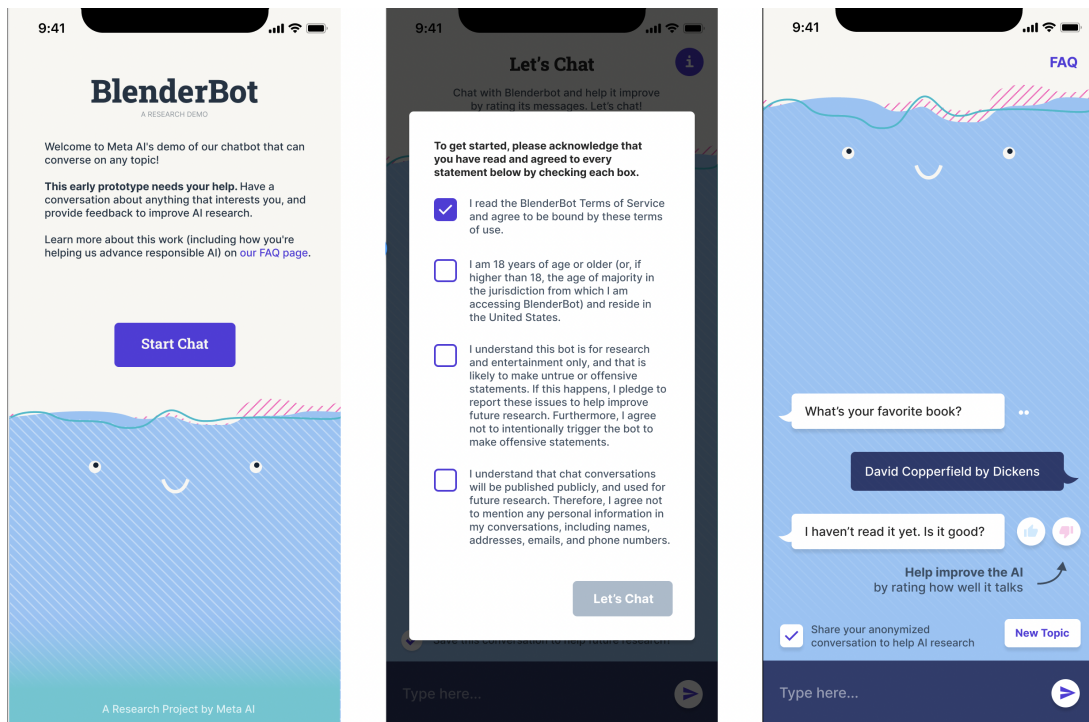 9:41
BlenderBot
A RESEARCH DEMO
Welcome to Meta AI's demo of our chatbot that can
converse on any topic!
This early prototype needs your help. Have a
conversation about anything that interests you, and
provide feedback to improve AI research.
Learn more about this work (including how you're
helping us advance responsible AI) on our FAQ page.
Start Chat
A Research Project by Meta AI
9:41
Let's Chat
i
Chat with Blenderbot and help it improve
by rating its messages. Let's chat!
To get started, please acknowledge that
you have read and agreed to every
statement below by checking each box.
I read the BlenderBot Terms of Service
and agree to be bound by these terms
of use.
I am 18 years of age or older (or, if
higher than 18, the age of majority in
the jurisdiction from which I am
accessing BlenderBot) and reside in
the United States.
I understand this bot is for research
and entertainment only, and that is
likely to make untrue or offensive
statements. If this happens, I pledge to
report these issues to help improve
future research. Furthermore, I agree
not to intentionally trigger the bot to
make offensive statements.
I understand that chat conversations
will be published publicly, and used for
future research. Therefore, I agree not
to mention any personal information in
my conversations, including names,
addresses, emails, and phone numbers.
Let's Chat
Save this conversation to help future research!
Type here...
9:41
FAQ
What's your favorite book?
David Copperfield by Dickens
I haven't read it yet. Is it good?
Help improve the AI
by rating how well it talks
Share your anonymized
conversation to help AI research
New Topic
Type here...